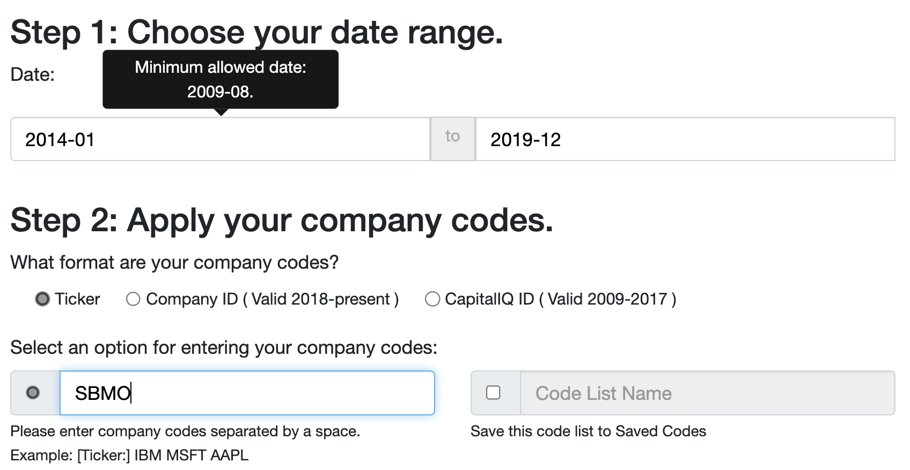 Step 1: Choose your date range.
Date:
Minimum allowed date:
2009-08.
2014-01 to 2019-12
Step 2: Apply your company codes.
What format are your company codes?
Ticker Company ID ( Valid 2018-present ) CapitalIQ ID ( Valid 2009-2017 )
Select an option for entering your company codes:
SBMO Code List Name
Please enter company codes separated by a space. Save this code list to Saved Codes
Example: [Ticker:] IBM MSFT AAPL